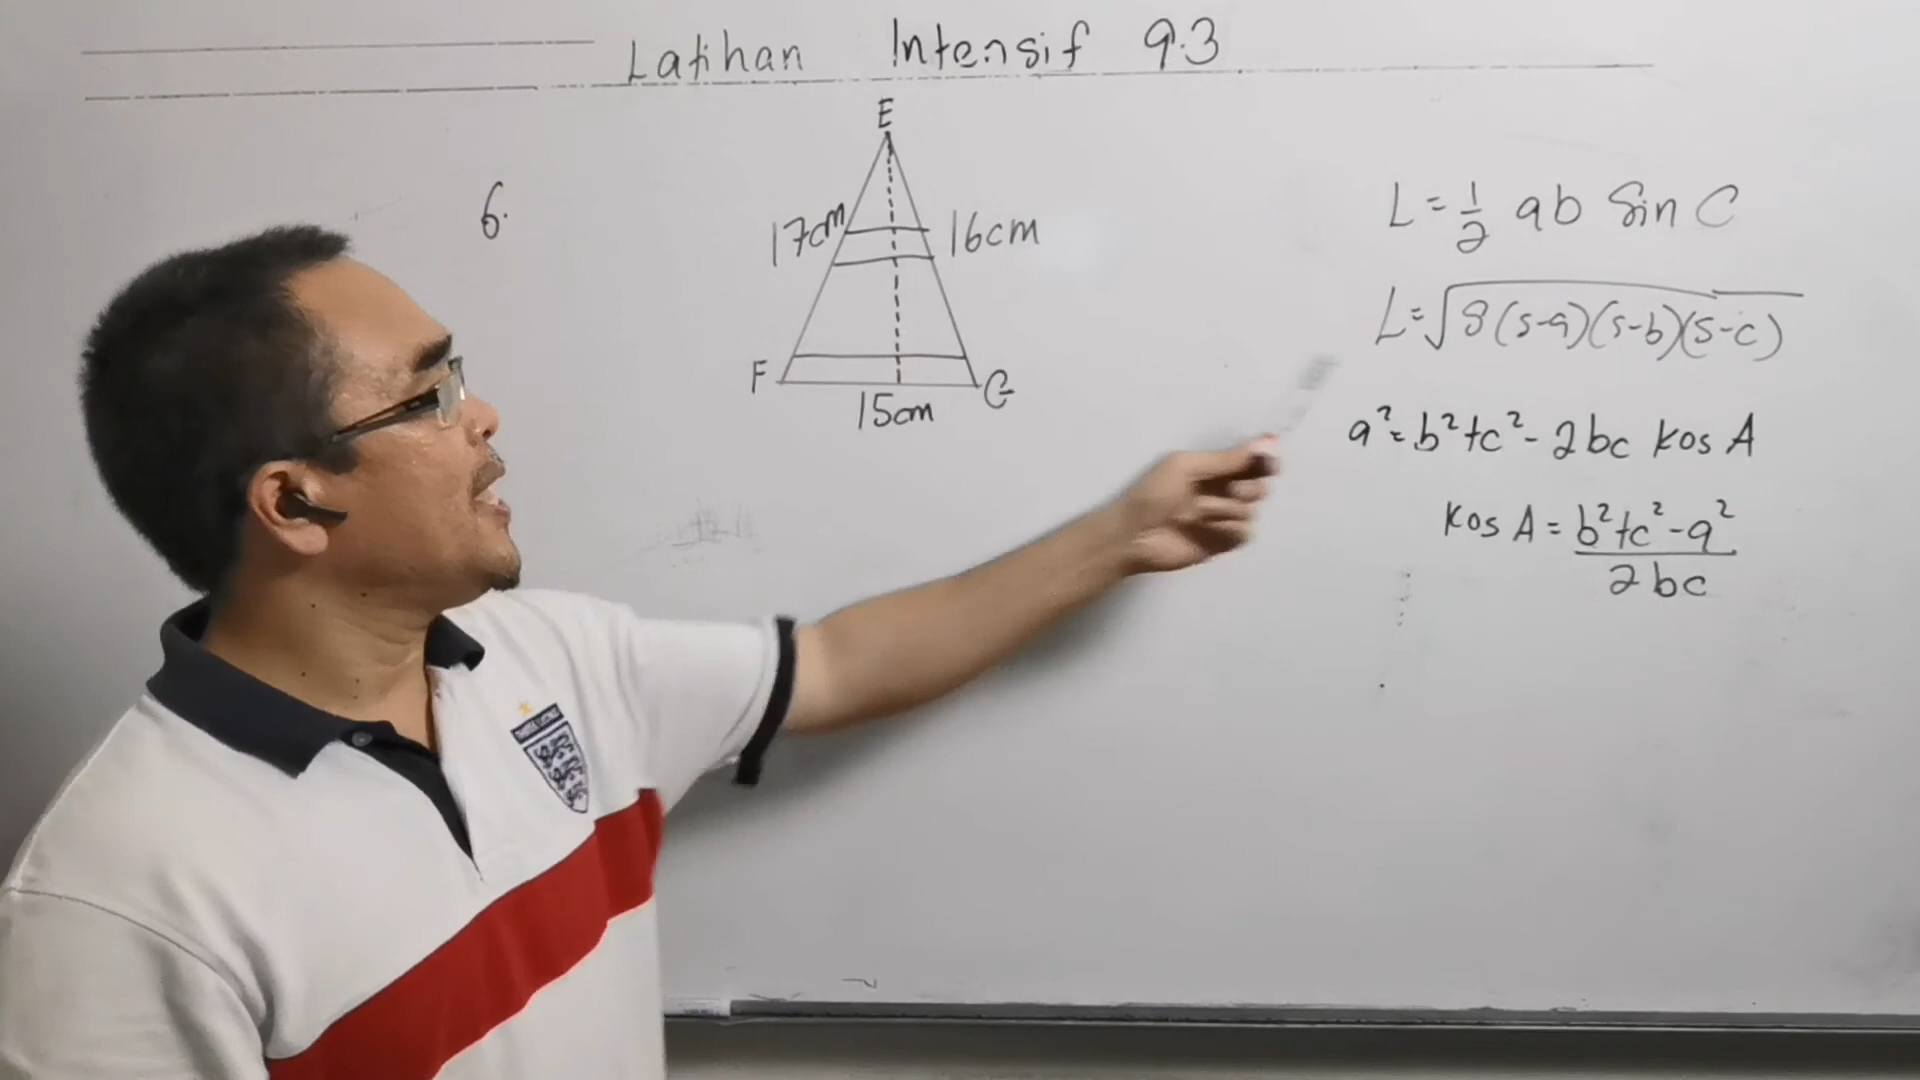 Latihan Intensif 9.3
6.
E
17cm
16cm
F
G
15cm
L = 1/2 ab Sin C
L = √8(s-a)(s-b)(s-c)
a² = b²+c² - 2bc kos A
kos A = b²+c²-a²
2bc